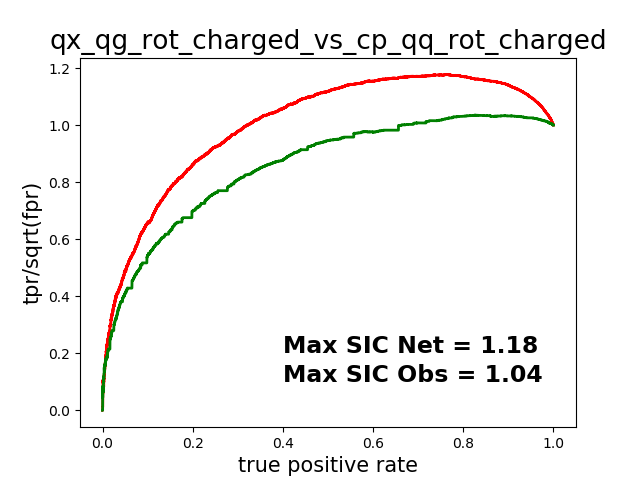 qx_qg_rot_charged_vs_cp_qq_rot_charged
1.2
1.0
0.8
0.6
0.4
0.2
0.0
tpr/sqrt(fpr)
Max SIC Net = 1.18
Max SIC Obs = 1.04
0.0 0.2 0.4 0.6 0.8 1.0
true positive rate